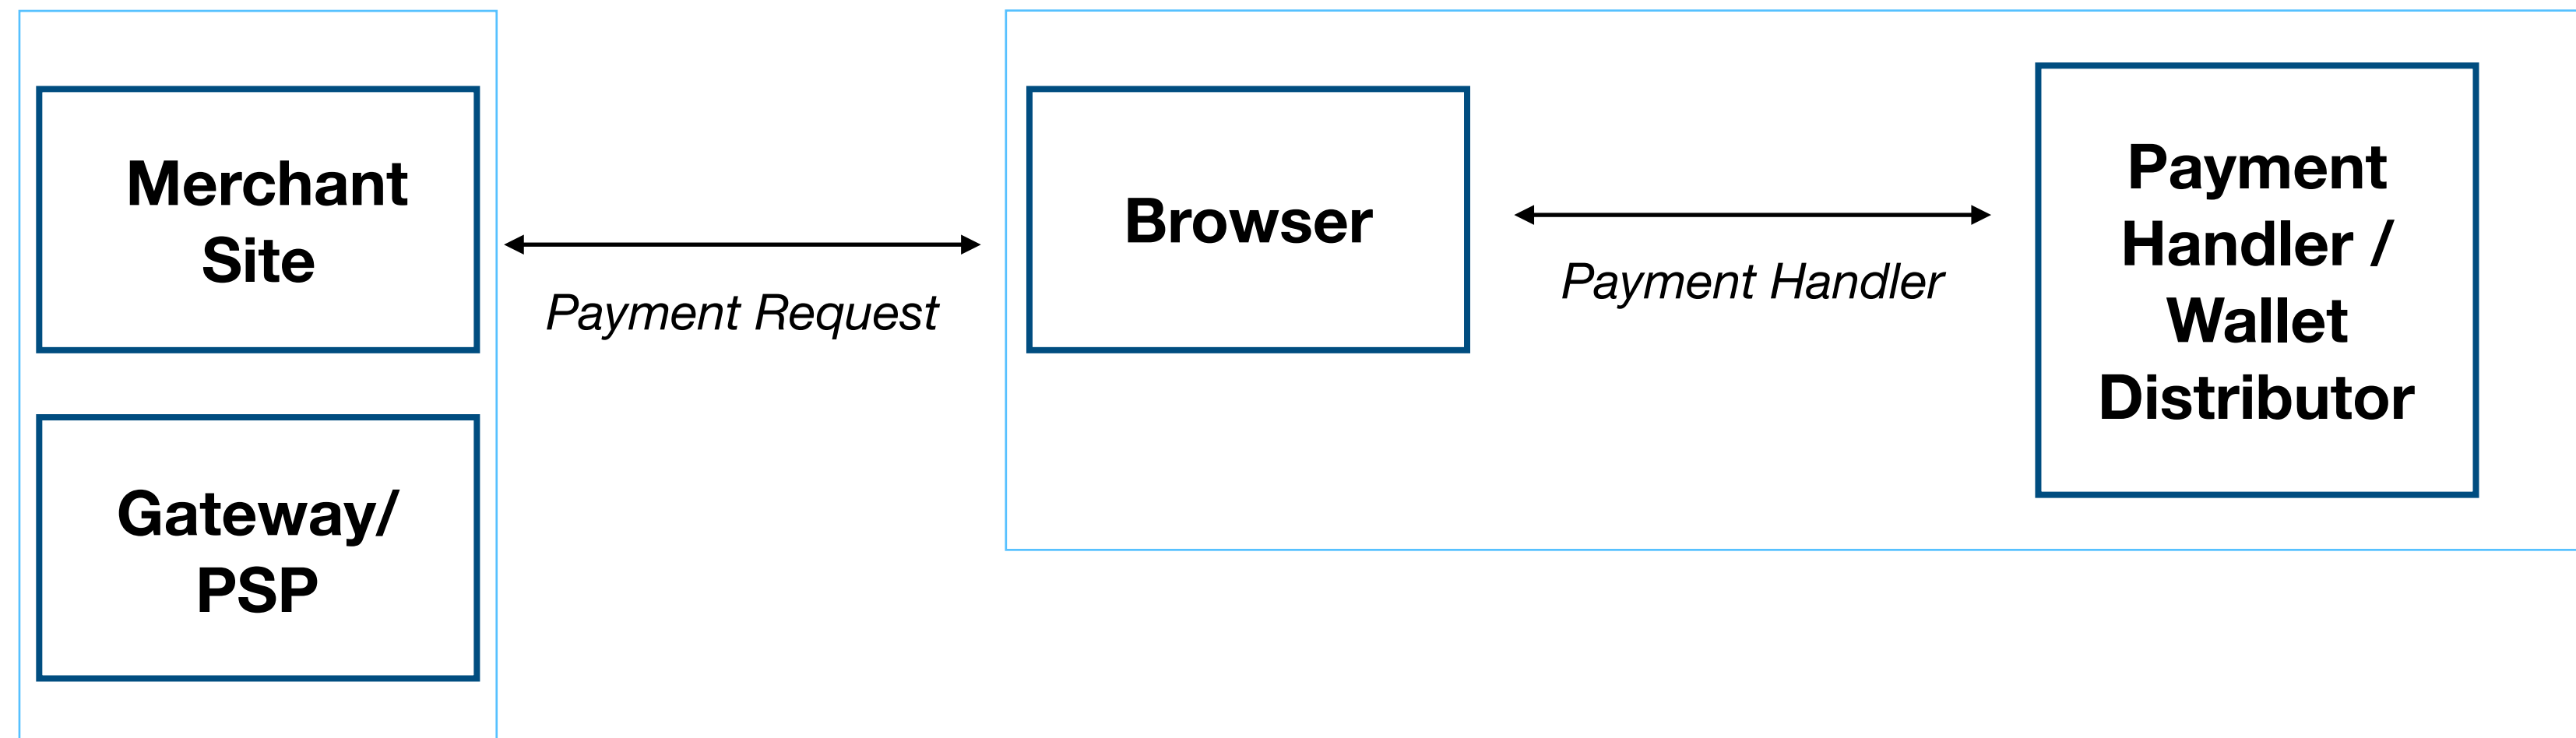 Merchant
Site
Payment Request
Gateway/
PSP
Browser
Payment Handler
Payment
Handler /
Wallet
Distributor